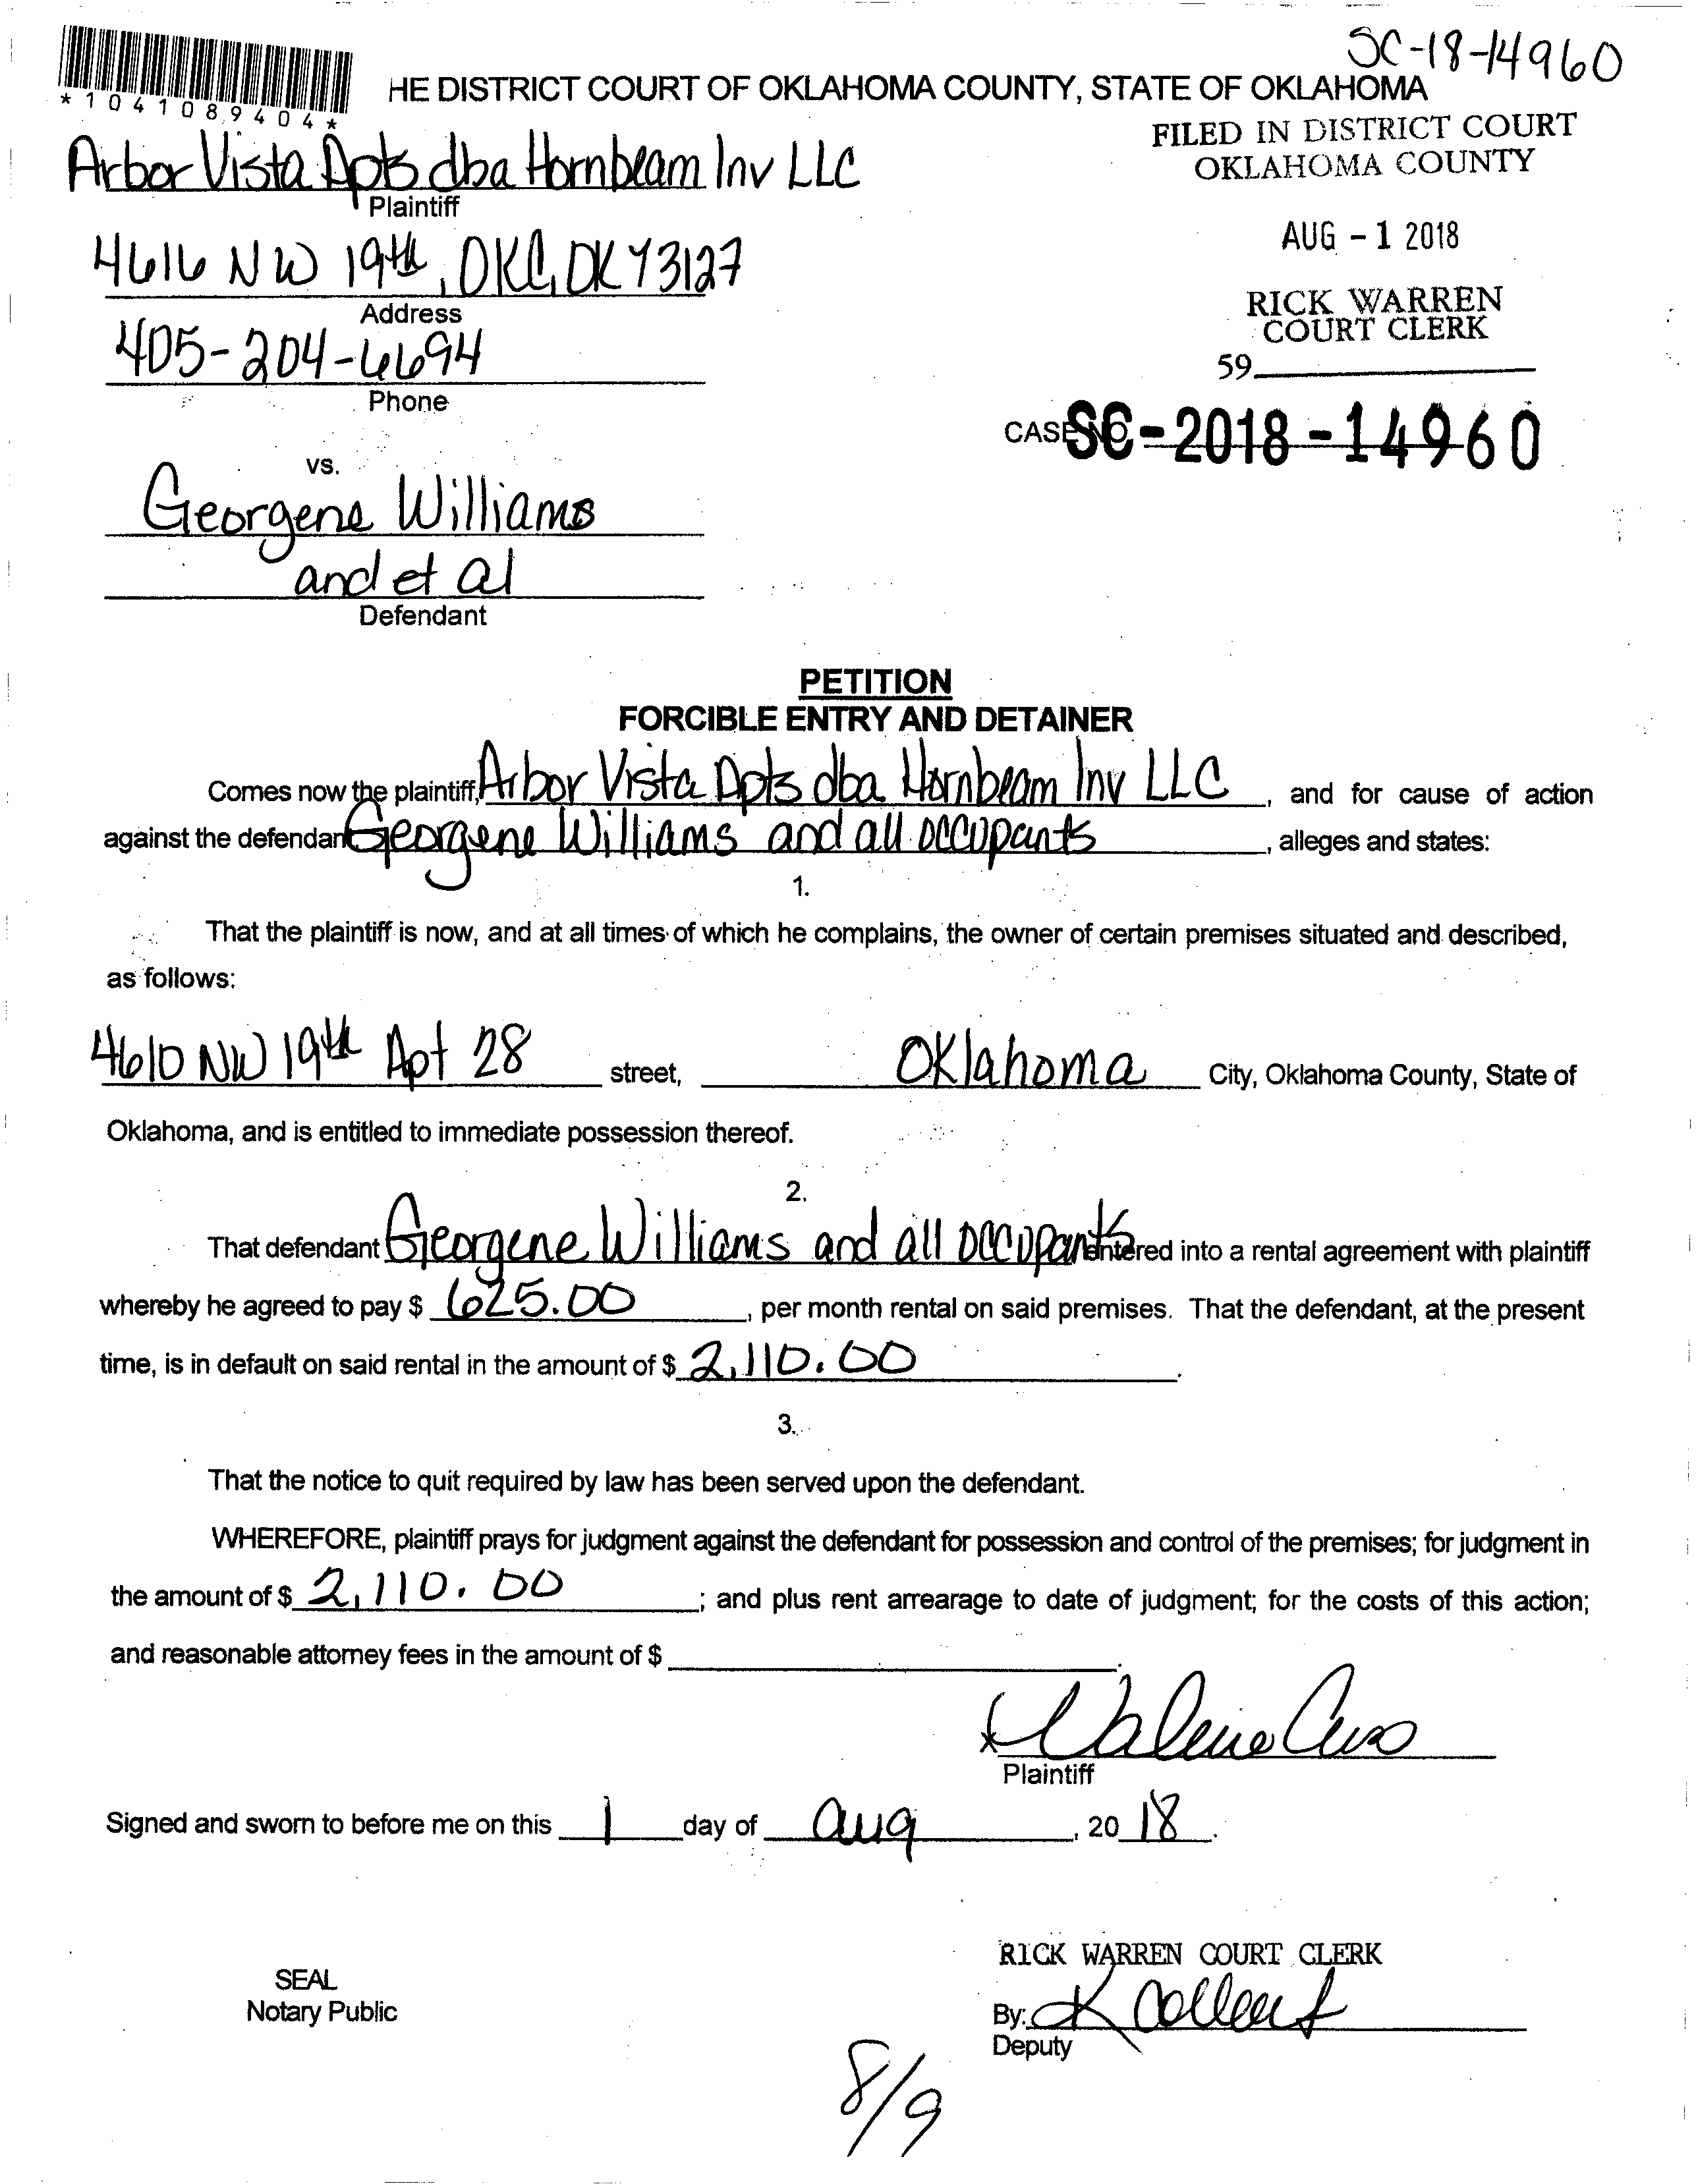 SC-18-14960
*1041089404*
HE DISTRICT COURT OF OKLAHOMA COUNTY, STATE OF OKLAHOMA
FILED IN DISTRICT COURT
OKLAHOMA COUNTY
Arbor Vista Apts dba Hornbeam Inv LLC
Plaintiff
AUG - 1 2018
4616 NW 19th, OKC, OK 73127
Address
RICK WARREN
COURT CLERK
405-204-6694
Phone
59
CASE NO. SC-2018-14960
vs.
Georgene Williams
and et al
Defendant
PETITION
FORCIBLE ENTRY AND DETAINER
Comes now the plaintiff, Arbor Vista Apts dba Hornbeam Inv LLC, and for cause of action
against the defendant Georgene Williams and all occupants, alleges and states:
1.
That the plaintiff is now, and at all times of which he complains, the owner of certain premises situated and described,
as follows:
4610 NW 19th Apt 28 street, Oklahoma City, Oklahoma County, State of
Oklahoma, and is entitled to immediate possession thereof.
2.
That defendant Georgene Williams and all occupants entered into a rental agreement with plaintiff
whereby he agreed to pay $ 625.00, per month rental on said premises. That the defendant, at the present
time, is in default on said rental in the amount of $ 2,110.00.
3.
That the notice to quit required by law has been served upon the defendant.
WHEREFORE, plaintiff prays for judgment against the defendant for possession and control of the premises; for judgment in
the amount of $ 2,110.00; and plus rent arrearage to date of judgment; for the costs of this action;
and reasonable attorney fees in the amount of $
x
Plaintiff
Signed and sworn to before me on this 1 day of Aug, 20 18.
RICK WARREN COURT CLERK
SEAL
Notary Public
By: K
Deputy
8/9